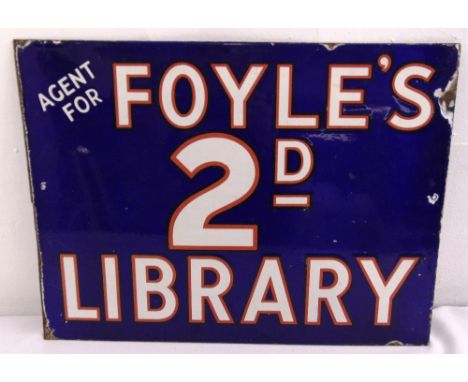 AGENT
FOR
FOYLE'S
2D
LIBRARY